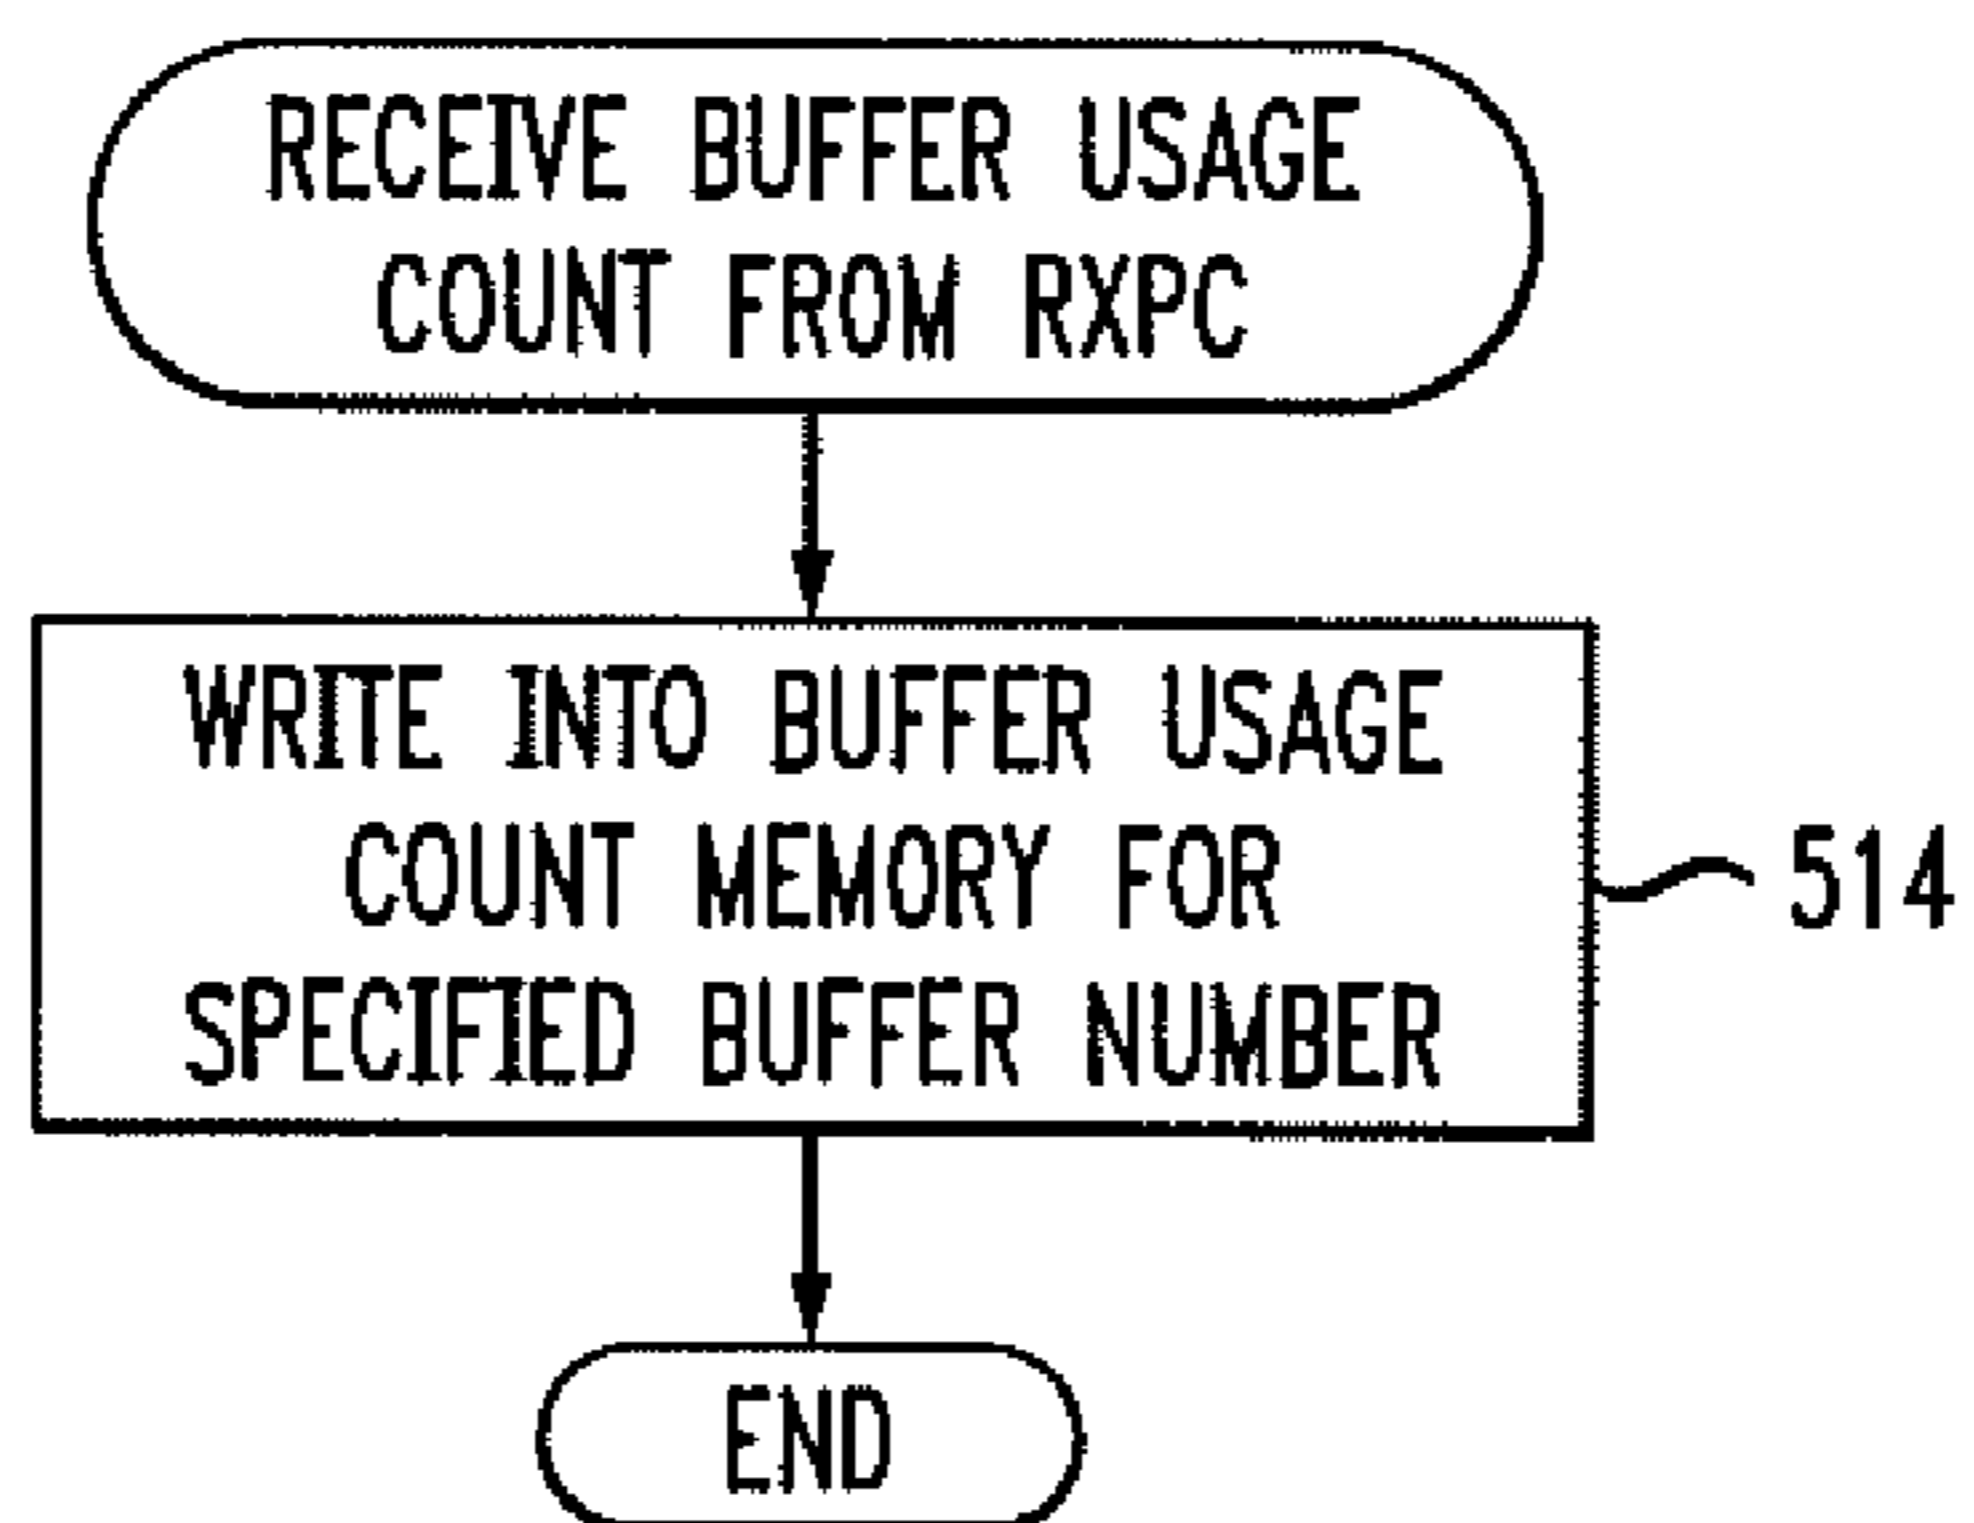 RECEIVE BUFFER USAGE
COUNT FROM RXPC
WRITE INTO BUFFER USAGE
COUNT MEMORY FOR
SPECIFIED BUFFER NUMBER
514
END